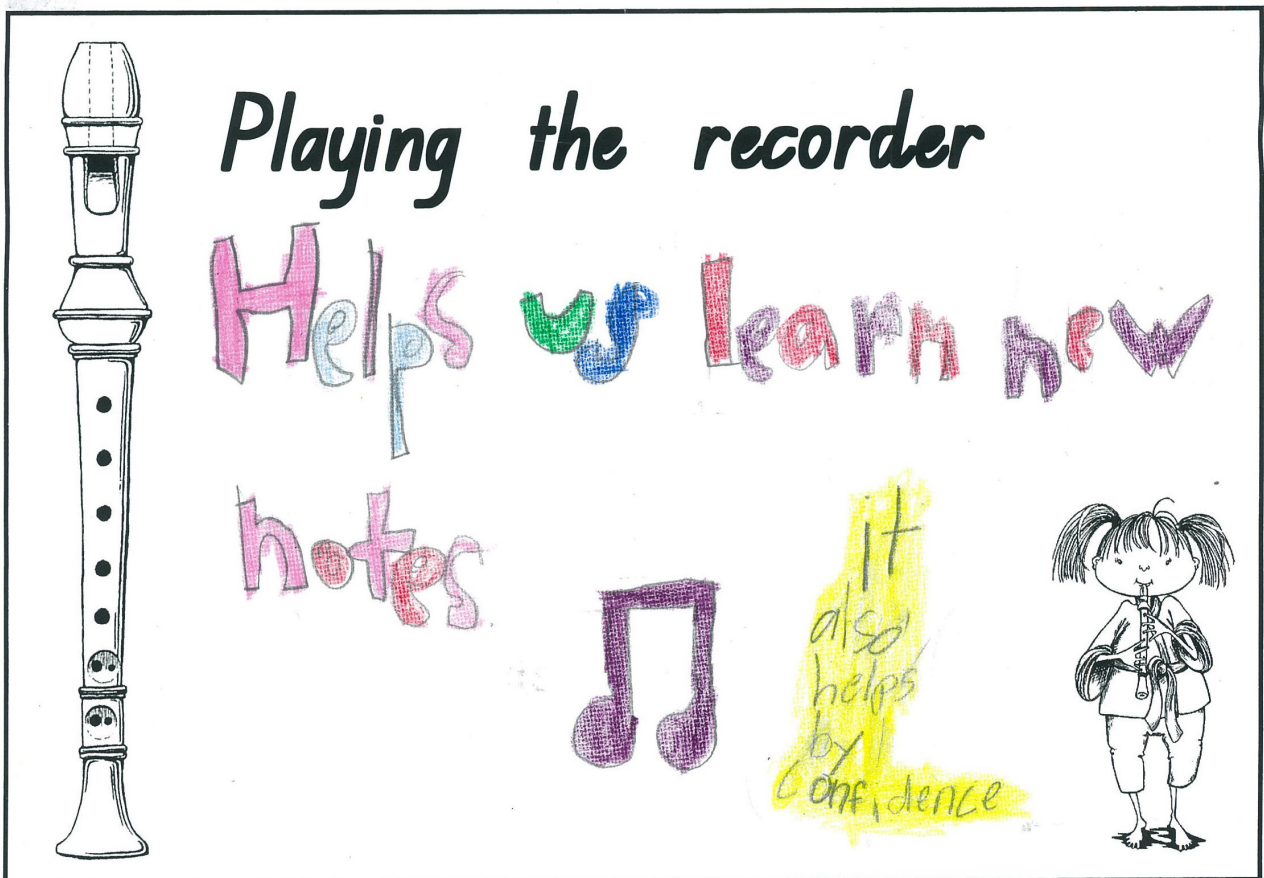 Playing the recorder
Helps us learn new
notes
it
also
helps
by
Confidence